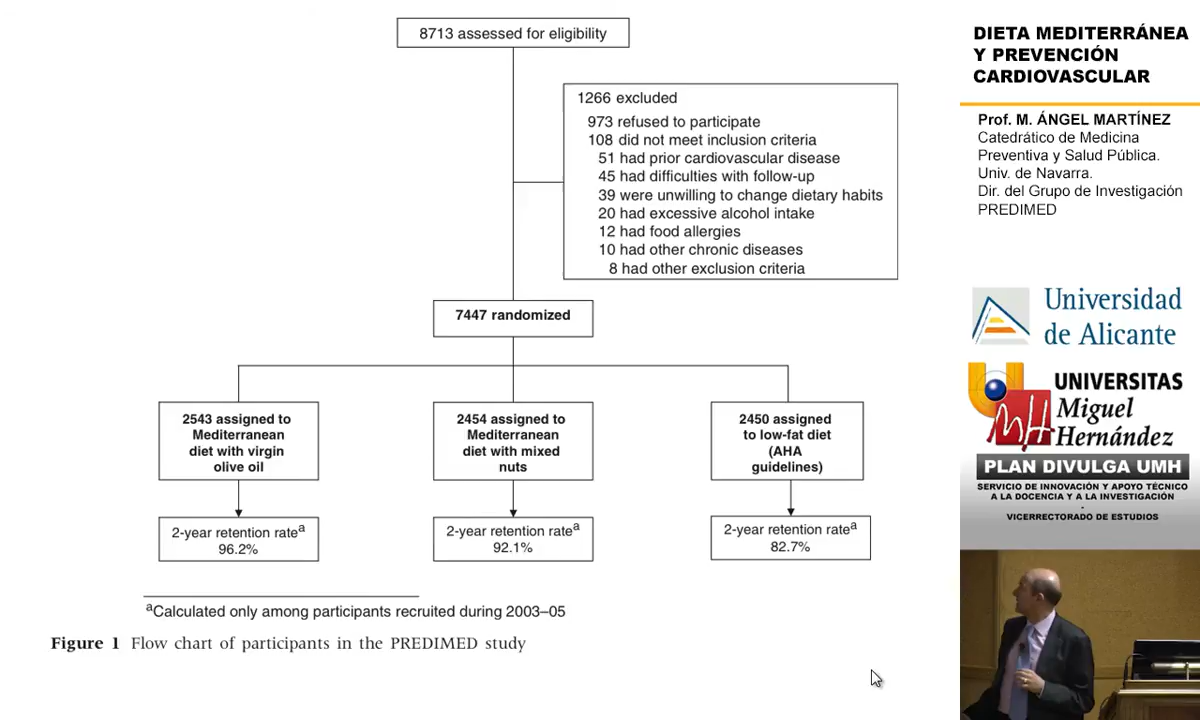 8713 assessed for eligibility
1266 excluded
973 refused to participate
108 did not meet inclusion criteria
51 had prior cardiovascular disease
45 had difficulties with follow-up
39 were unwilling to change dietary habits
20 had excessive alcohol intake
12 had food allergies
10 had other chronic diseases
8 had other exclusion criteria
7447 randomized
2543 assigned to
Mediterranean
diet with virgin
olive oil
2454 assigned to
Mediterranean
diet with mixed
nuts
2450 assigned
to low-fat diet
(AHA
guidelines)
2-year retention rateª
96.2%
2-year retention rateª
92.1%
2-year retention rateª
82.7%
ªCalculated only among participants recruited during 2003–05
Figure 1 Flow chart of participants in the PREDIMED study
DIETA MEDITERRÁNEA
Y PREVENCIÓN
CARDIOVASCULAR
Prof. M. ÁNGEL MARTÍNEZ
Catedrático de Medicina
Preventiva y Salud Pública.
Univ. de Navarra.
Dir. del Grupo de Investigación
PREDIMED
Universidad
de Alicante
UNIVERSITAS
Miguel
Hernández
PLAN DIVULGA UMH
SERVICIO DE INNOVACIÓN Y APOYO TÉCNICO
A LA DOCENCIA Y A LA INVESTIGACIÓN
-
VICERRECTORADO DE ESTUDIOS